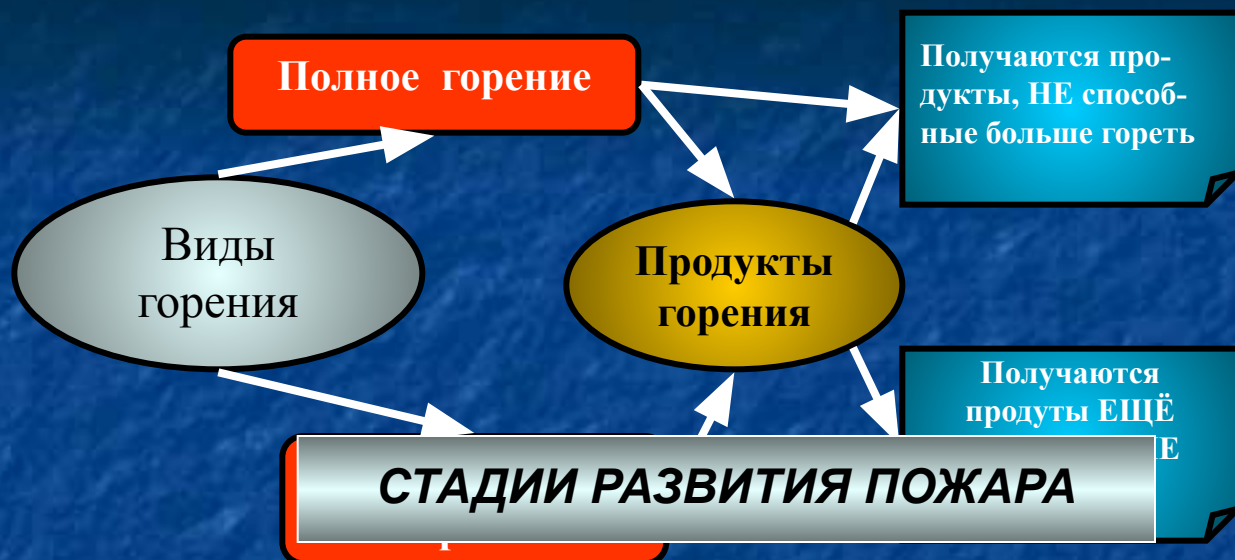 Полное горение
Получаются про-
дукты, НЕ способ-
ные больше гореть
Виды
горения
Продукты
горения
Получаются
продуты ЕЩЁ
СТАДИИ РАЗВИТИЯ ПОЖАРА